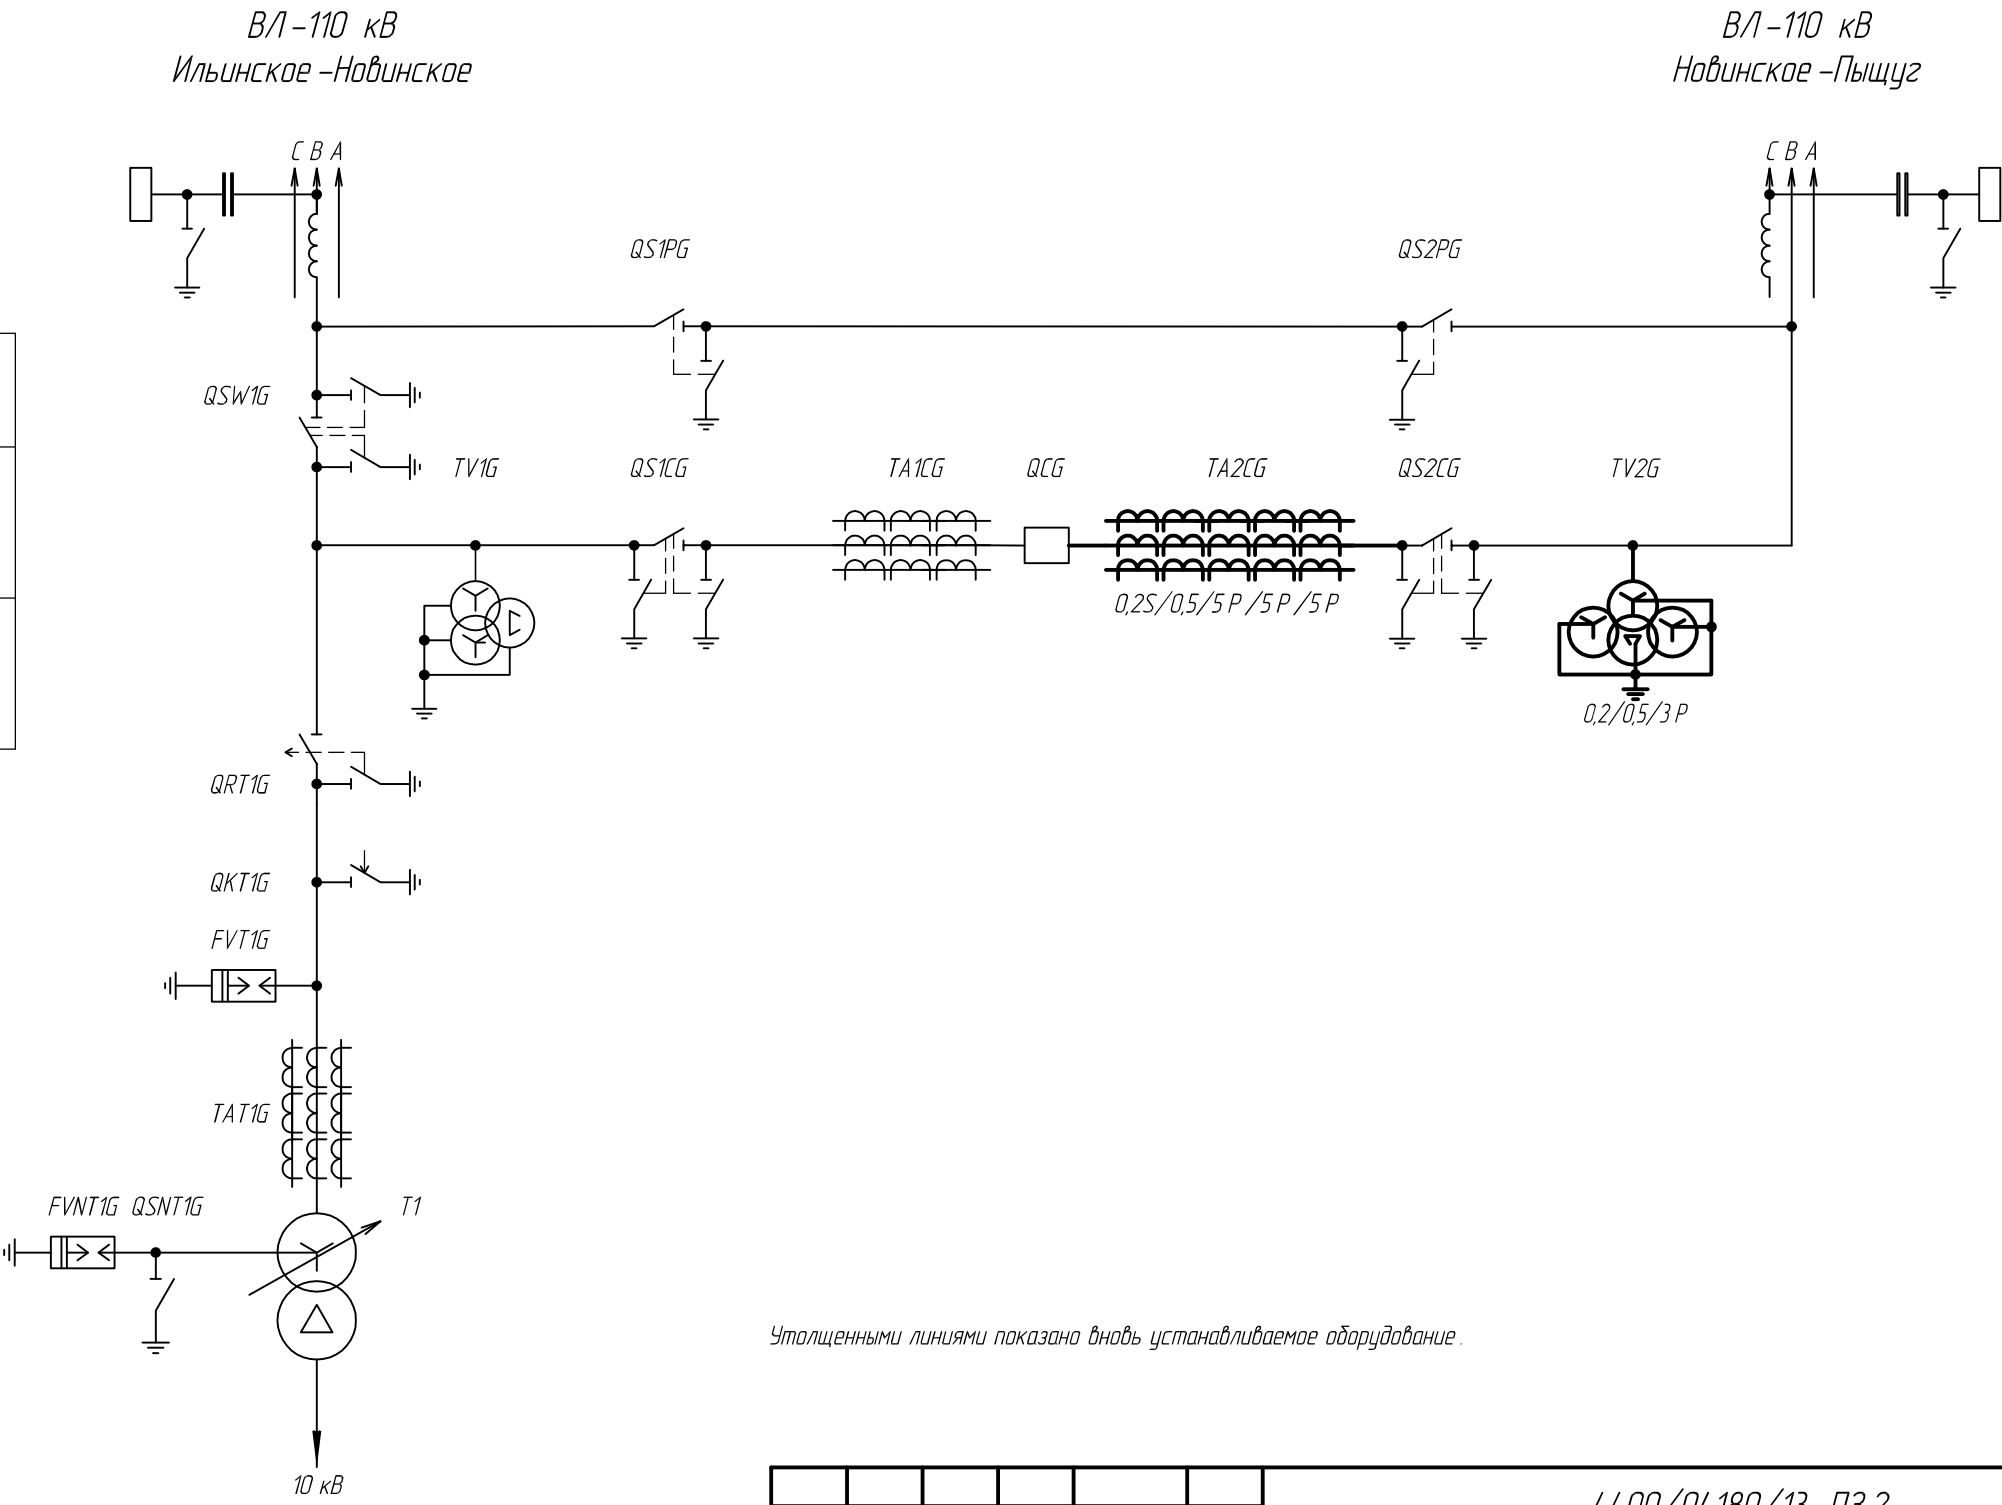 ВЛ-110 кВ
Ильинское-Новинское
ВЛ-110 кВ
Новинское-Пыщуг
C B A
C B A
QS1PG
QS2PG
QSW1G
TV1G
QS1CG
TA1CG
QCG
TA2CG
QS2CG
TV2G
0,2S/0,5/5P/5P/5P
0,2/0,5/3P
QRT1G
QKT1G
FVT1G
TAT1G
FVNT1G QSNT1G
T1
Утолщенными линиями показано вновь устанавливаемое оборудование.
10 кВ